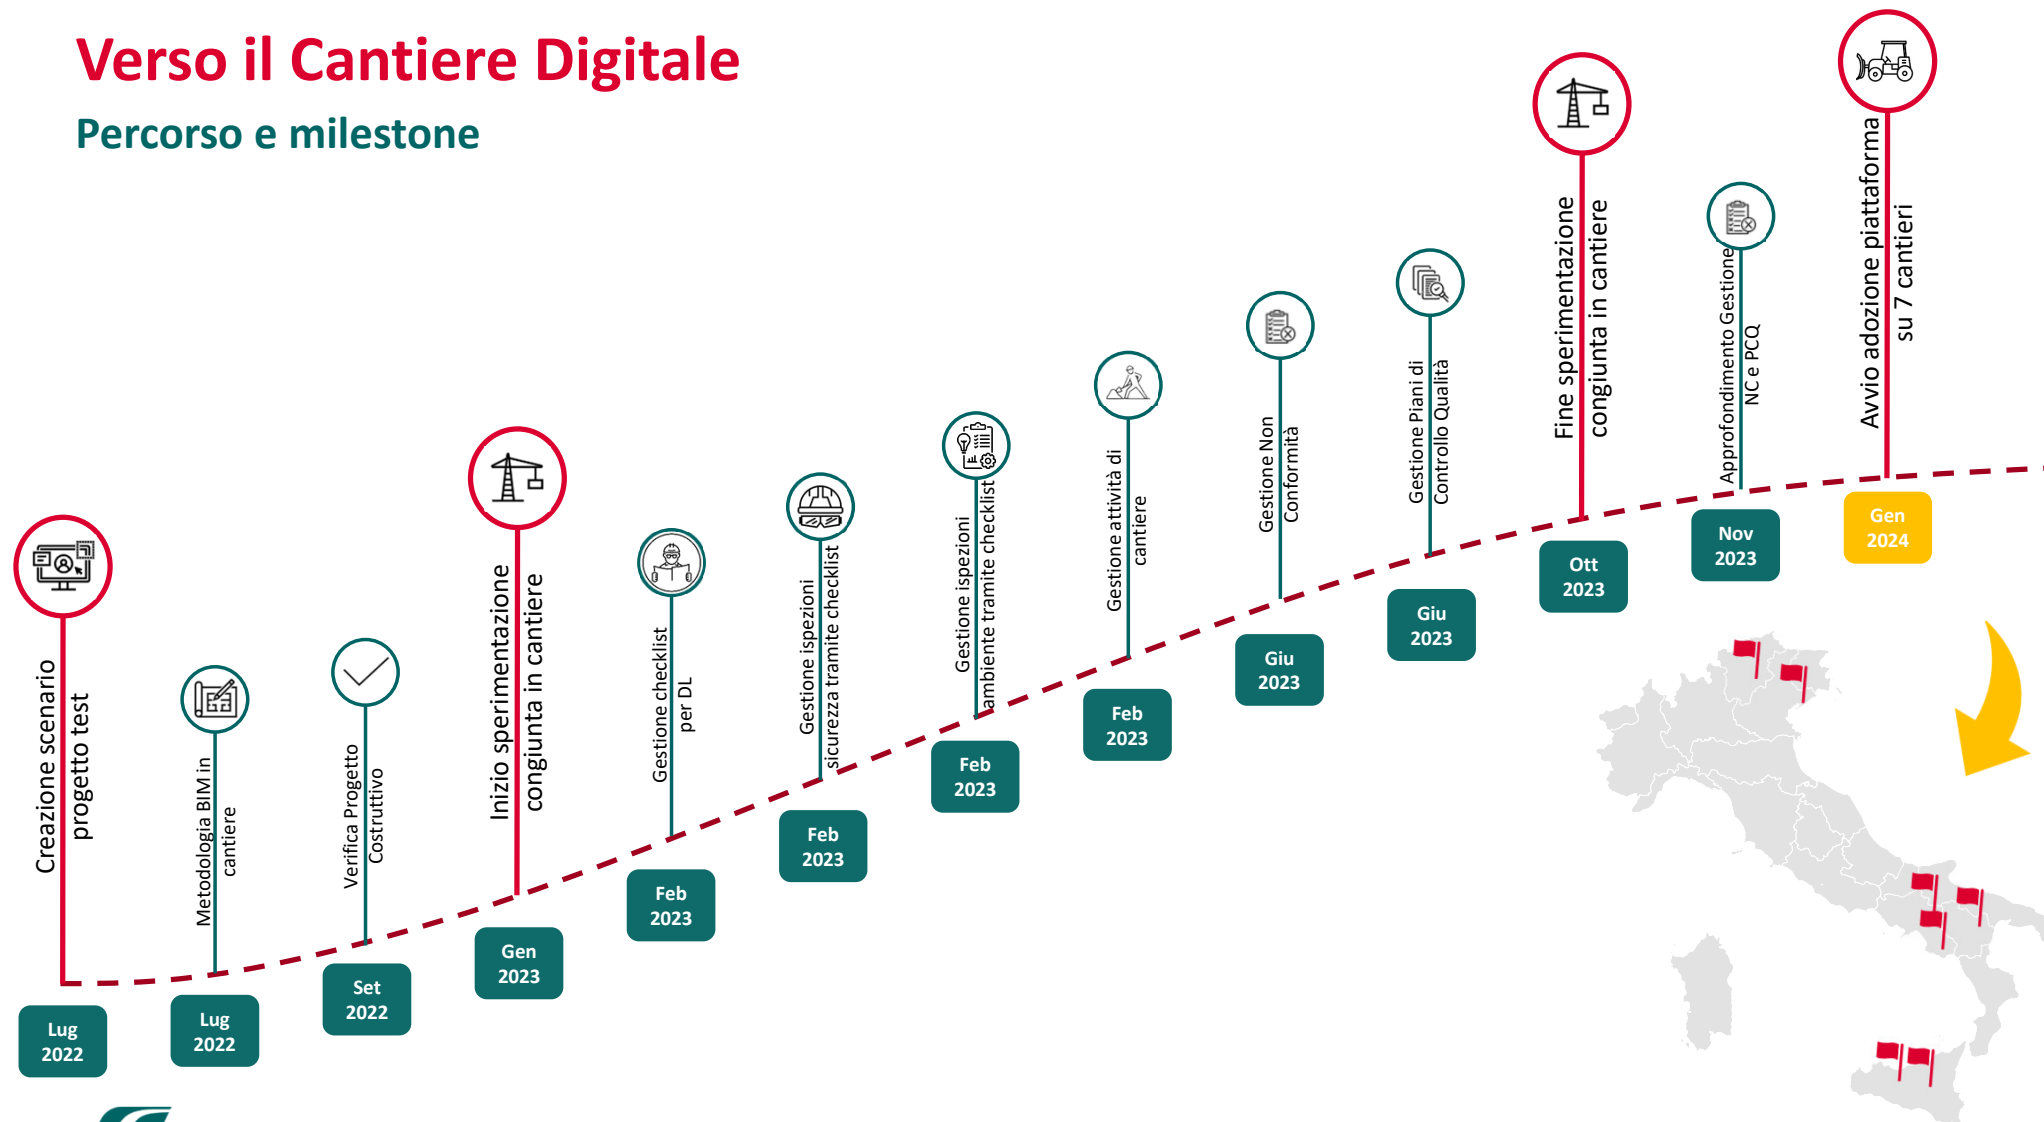 Verso il Cantiere Digitale
Percorso e milestone
Creazione scenario
progetto test
Lug
2022
Metodologia BIM in
cantiere
Lug
2022
Verifica Progetto
Costruttivo
Set
2022
Inizio sperimentazione
congiunta in cantiere
Gen
2023
Gestione checklist
per DL
Feb
2023
Gestione ispezioni
sicurezza tramite checklist
Feb
2023
Gestione ispezioni
ambiente tramite checklist
Feb
2023
Gestione attività di
cantiere
Feb
2023
Gestione Non
Conformità
Giu
2023
Gestione Piani di
Controllo Qualità
Giu
2023
Fine sperimentazione
congiunta in cantiere
Ott
2023
Approfondimento Gestione
NC e PCQ
Nov
2023
Avvio adozione piattaforma
su 7 cantieri
Gen
2024